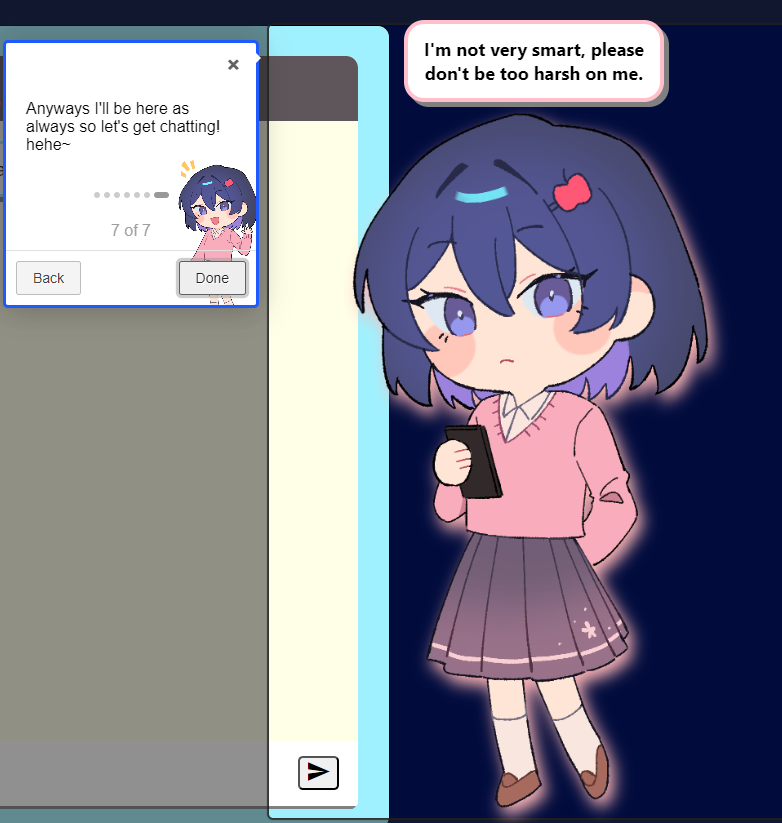 I'm not very smart, please
don't be too harsh on me.
Anyways I'll be here as
always so let's get chatting!
hehe~
7 of 7
Back
Done